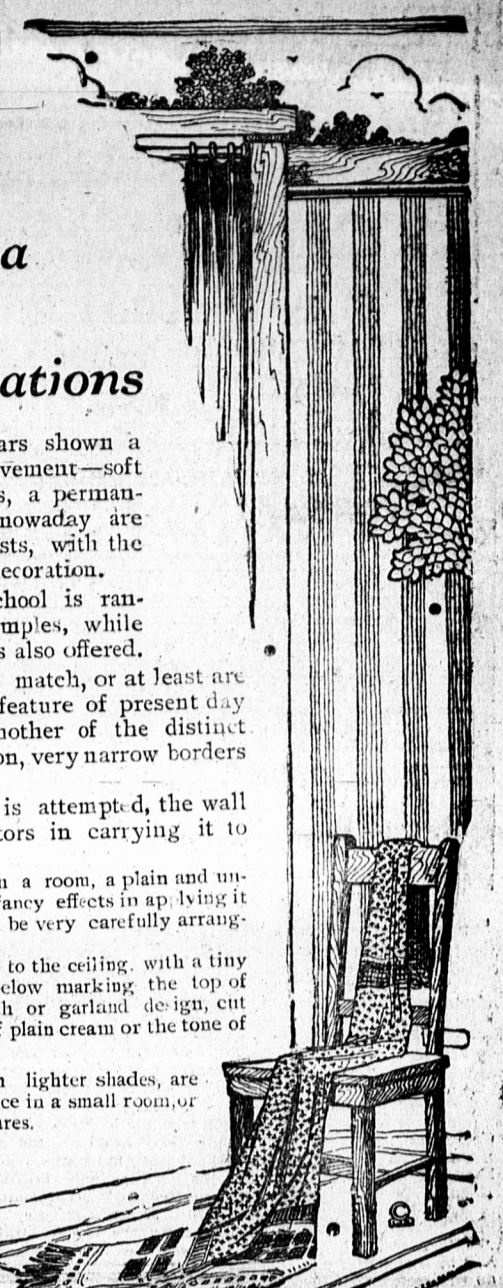 a
ations
ars shown a
vement—soft
s, a perman-
nowaday are
sts, with the
ecoration.
chool is ran-
mples, while
s also offered.
match, or at least are
feature of present day
nother of the distinct
on, very narrow borders
is attempted, the wall
tors in carrying it to
n a room, a plain and un-
fancy effects in applying it
be very carefully arrang-
to the ceiling. with a tiny
elow marking the top of
h or garland design, cut
f plain cream or the tone of
n lighter shades, are
ce in a small room, or
ures.